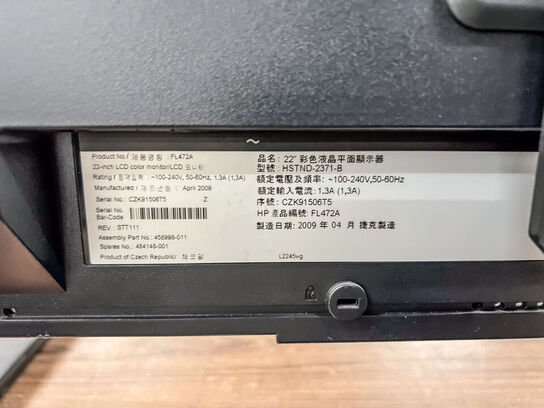 Product No/ 제품명칭 : FL472A
22-inch LCD color monitor/LCD 모니터
Rating / 정격입력 : ~100-240V, 50-60Hz, 1.3A (1,3A)
Manufactured / 제조년월 : April 2009
Serial No.: CZK91506T5 Z
Serial No.
Bar-Code
REV.: STT111
Assembly Part No.: 458998-011
Spares No.: 484148-001
Product of Czech Republic/ 체코말
品名: 22" 彩色液晶平面顯示器
型號: HSTND-2371-B
額定電壓及頻率: ~100-240V,50-60Hz
額定輸入電流:1.3A (1,3A)
序號: CZK91506T5
HP 產品編號: FL472A
製造日期: 2009 年 04 月 捷克製造
L2245wg